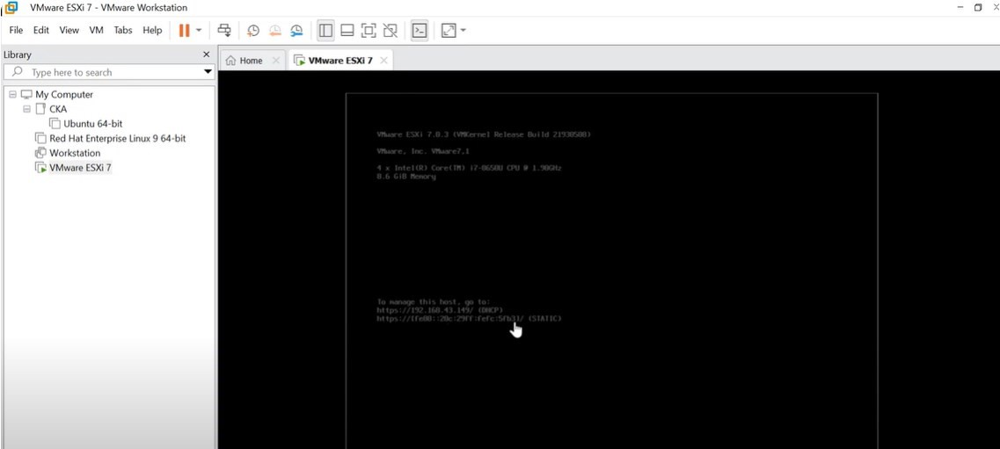 VMware ESXi 7 - VMware Workstation
File Edit View VM Tabs Help
Library
Home
VMware ESXi 7
Type here to search
My Computer
CKA
Ubuntu 64-bit
Red Hat Enterprise Linux 9 64-bit
Workstation
VMware ESXi 7
VMware ESXi 7.0.3 (VMKernel Release Build 21930508)
VMware, Inc. VMware7,1
4 x Intel(R) Core(TM) i7-8650U CPU @ 1.90GHz
8.6 GiB Memory
To manage this host, go to:
https://192.168.43.149/ (DHCP)
https://[fe80::20c:29ff:fefc:5fb3]/ (STATIC)